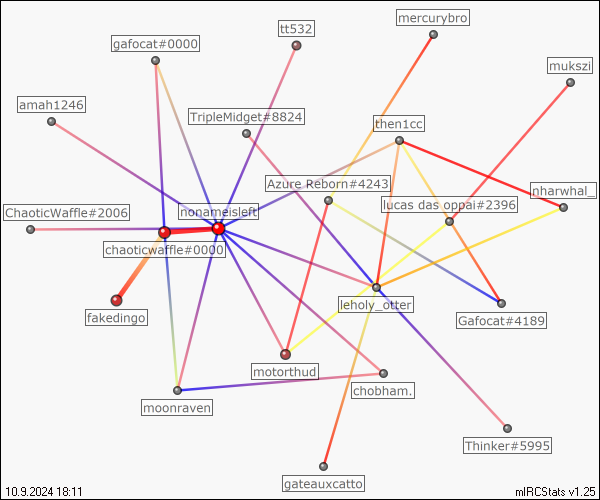 mercurybro
tt532
gafocat#0000
mukszi
amah1246
TripleMidget#8824
then1cc
Azure Reborn#4243
nharwhal_
lucas das oppai#2396
ChaoticWaffle#2006
nonameisleft
chaoticwaffle#0000
leholy_otter
fakedingo
Gafocat#4189
motorthud
chobham.
moonraven
Thinker#5995
gateauxcatto
10.9.2024 18:11
mIRCStats v1.25